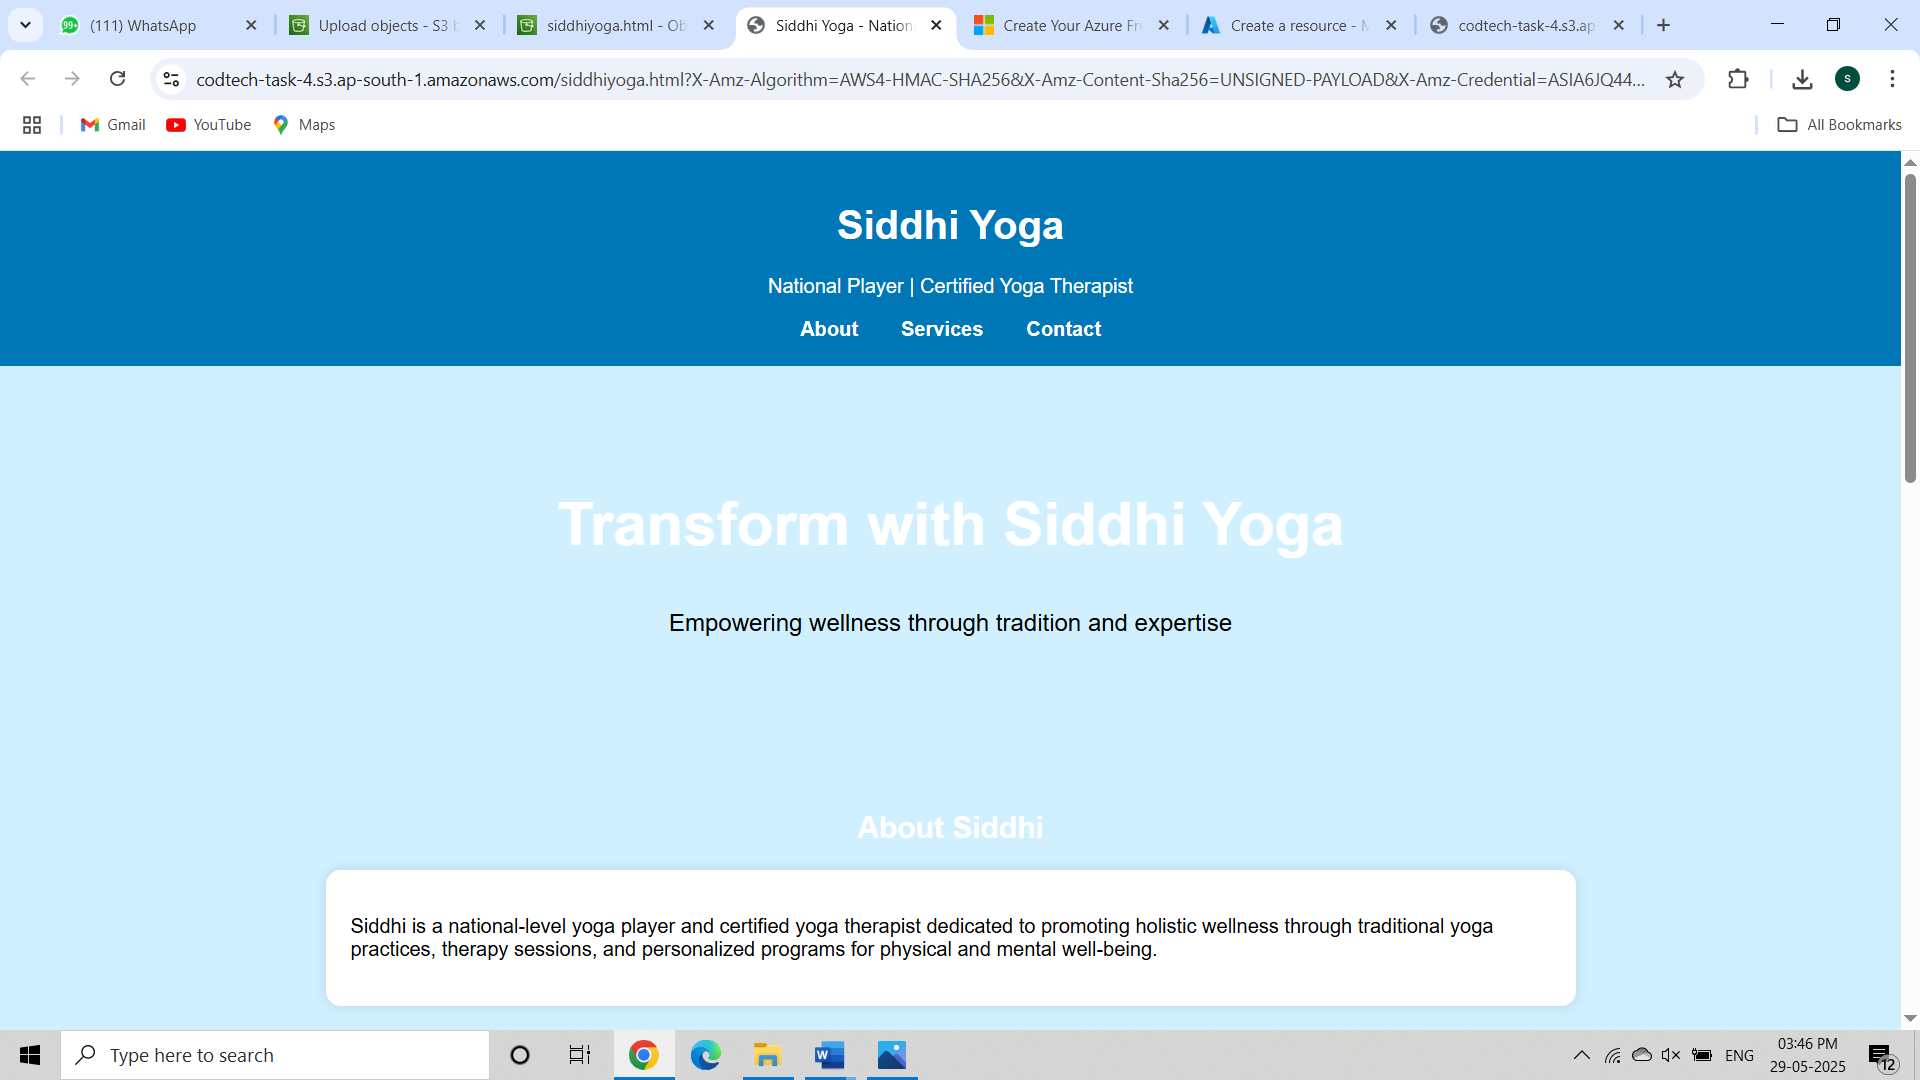 (111) WhatsApp
Upload objects - S3 b
siddhiyoga.html - Ob
Siddhi Yoga - Nation
Create Your Azure Fr
Create a resource - M
codtech-task-4.s3.ap
codtech-task-4.s3.ap-south-1.amazonaws.com/siddhiyoga.html?X-Amz-Algorithm=AWS4-HMAC-SHA256&X-Amz-Content-Sha256=UNSIGNED-PAYLOAD&X-Amz-Credential=ASIA6JQ44...
S
Gmail
YouTube
Maps
All Bookmarks
Siddhi Yoga
National Player | Certified Yoga Therapist
About Services Contact
Transform with Siddhi Yoga
Empowering wellness through tradition and expertise
About Siddhi
Siddhi is a national-level yoga player and certified yoga therapist dedicated to promoting holistic wellness through traditional yoga
practices, therapy sessions, and personalized programs for physical and mental well-being.
Type here to search
ENG
03:46 PM
29-05-2025
12